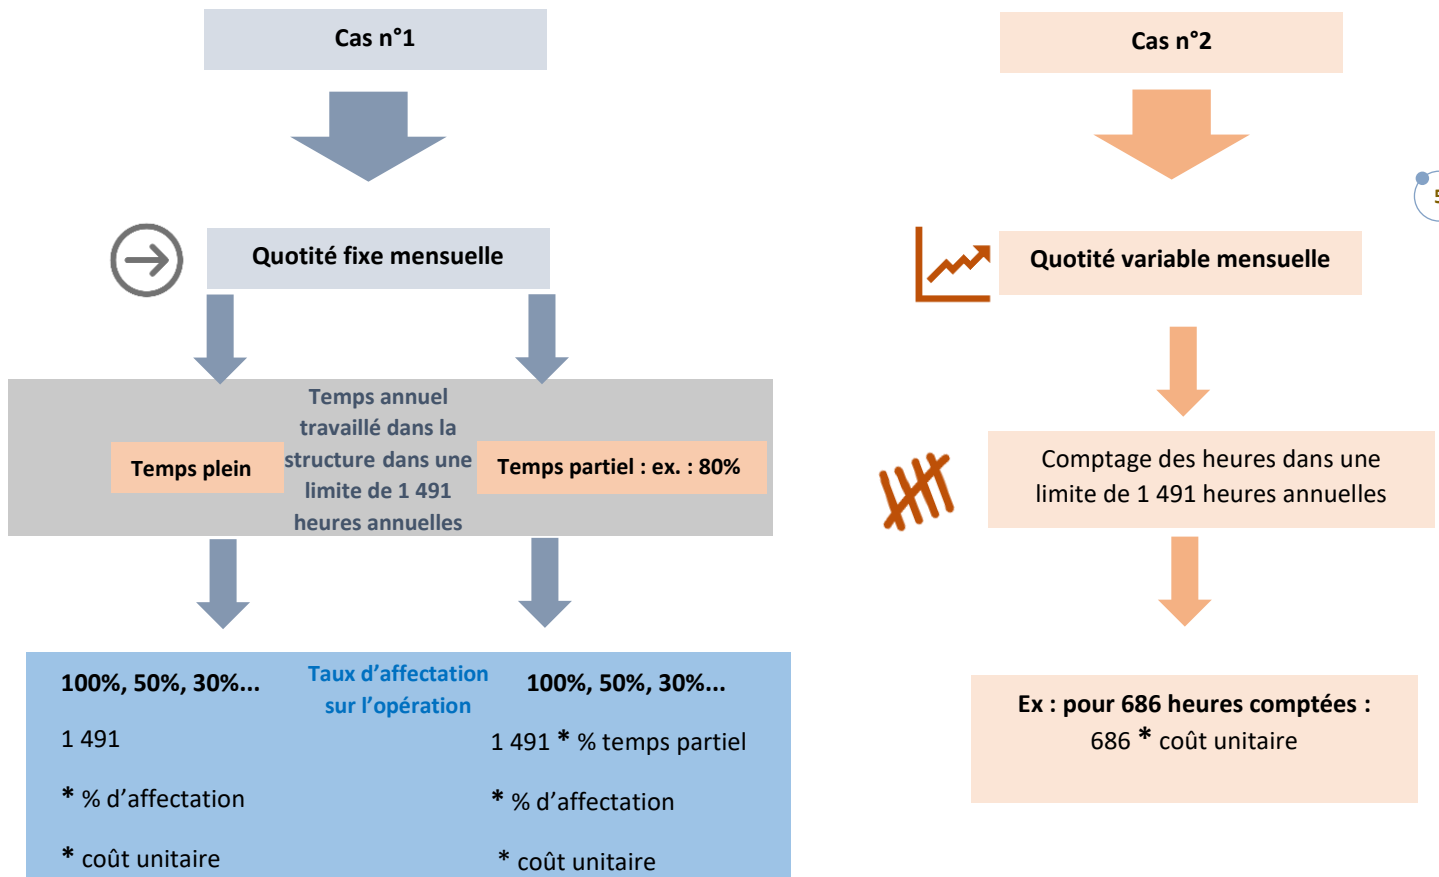 Cas n°1
Quotité fixe mensuelle
Temps annuel
travaillé dans la
structure dans une
limite de 1 491
heures annuelles
Temps plein
Temps partiel : ex. : 80%
Taux d'affectation
sur l'opération
100%, 50%, 30%...
1 491
* % d'affectation
* coût unitaire
100%, 50%, 30%...
1 491 * % temps partiel
* % d'affectation
* coût unitaire
Cas n°2
5
Quotité variable mensuelle
Comptage des heures dans une
limite de 1 491 heures annuelles
Ex : pour 686 heures comptées :
686 * coût unitaire